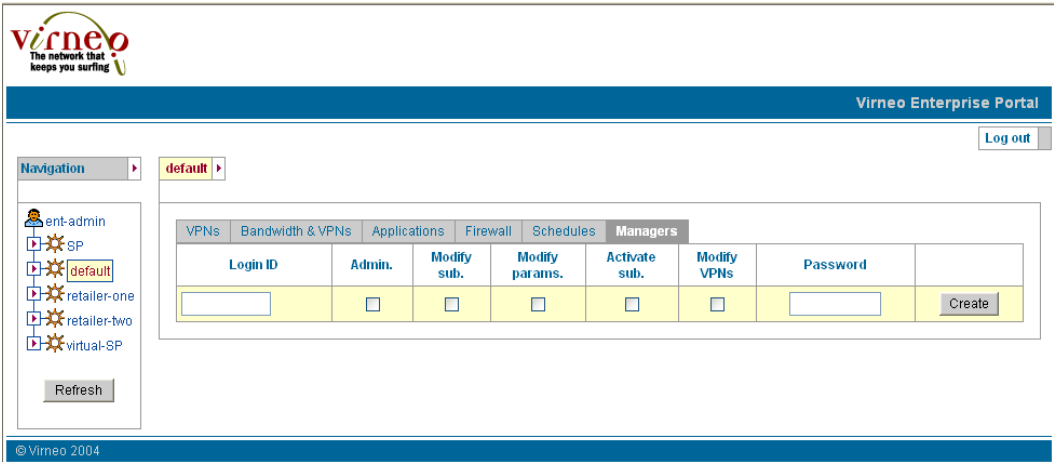 Virneo
The network that
keeps you surfing
Virneo Enterprise Portal
Log out
Navigation
default
ent-admin
SP
default
retailer-one
retailer-two
virtual-SP
Refresh
VPNs Bandwidth & VPNs Applications Firewall Schedules Managers
Login ID Admin. Modify sub. Modify params. Activate sub. Modify VPNs Password
Create
© Virneo 2004